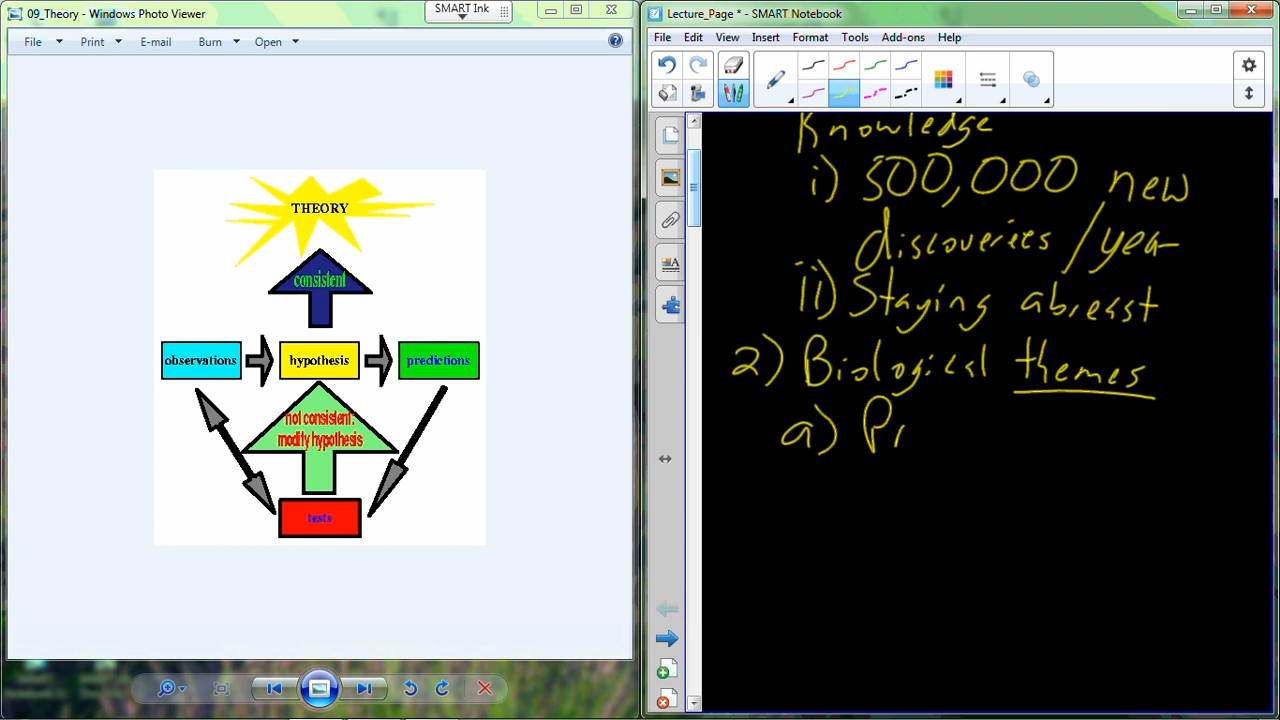 09_Theory - Windows Photo Viewer
SMART Ink
File Print E-mail Burn Open
THEORY
consistent
observations hypothesis predictions
not consistent:
modify hypothesis
tests
Lecture_Page * - SMART Notebook
File Edit View Insert Format Tools Add-ons Help
Knowledge
i) 500,000 new
discoveries/year
ii) Staying abreast
2) Biological themes
a) Pr